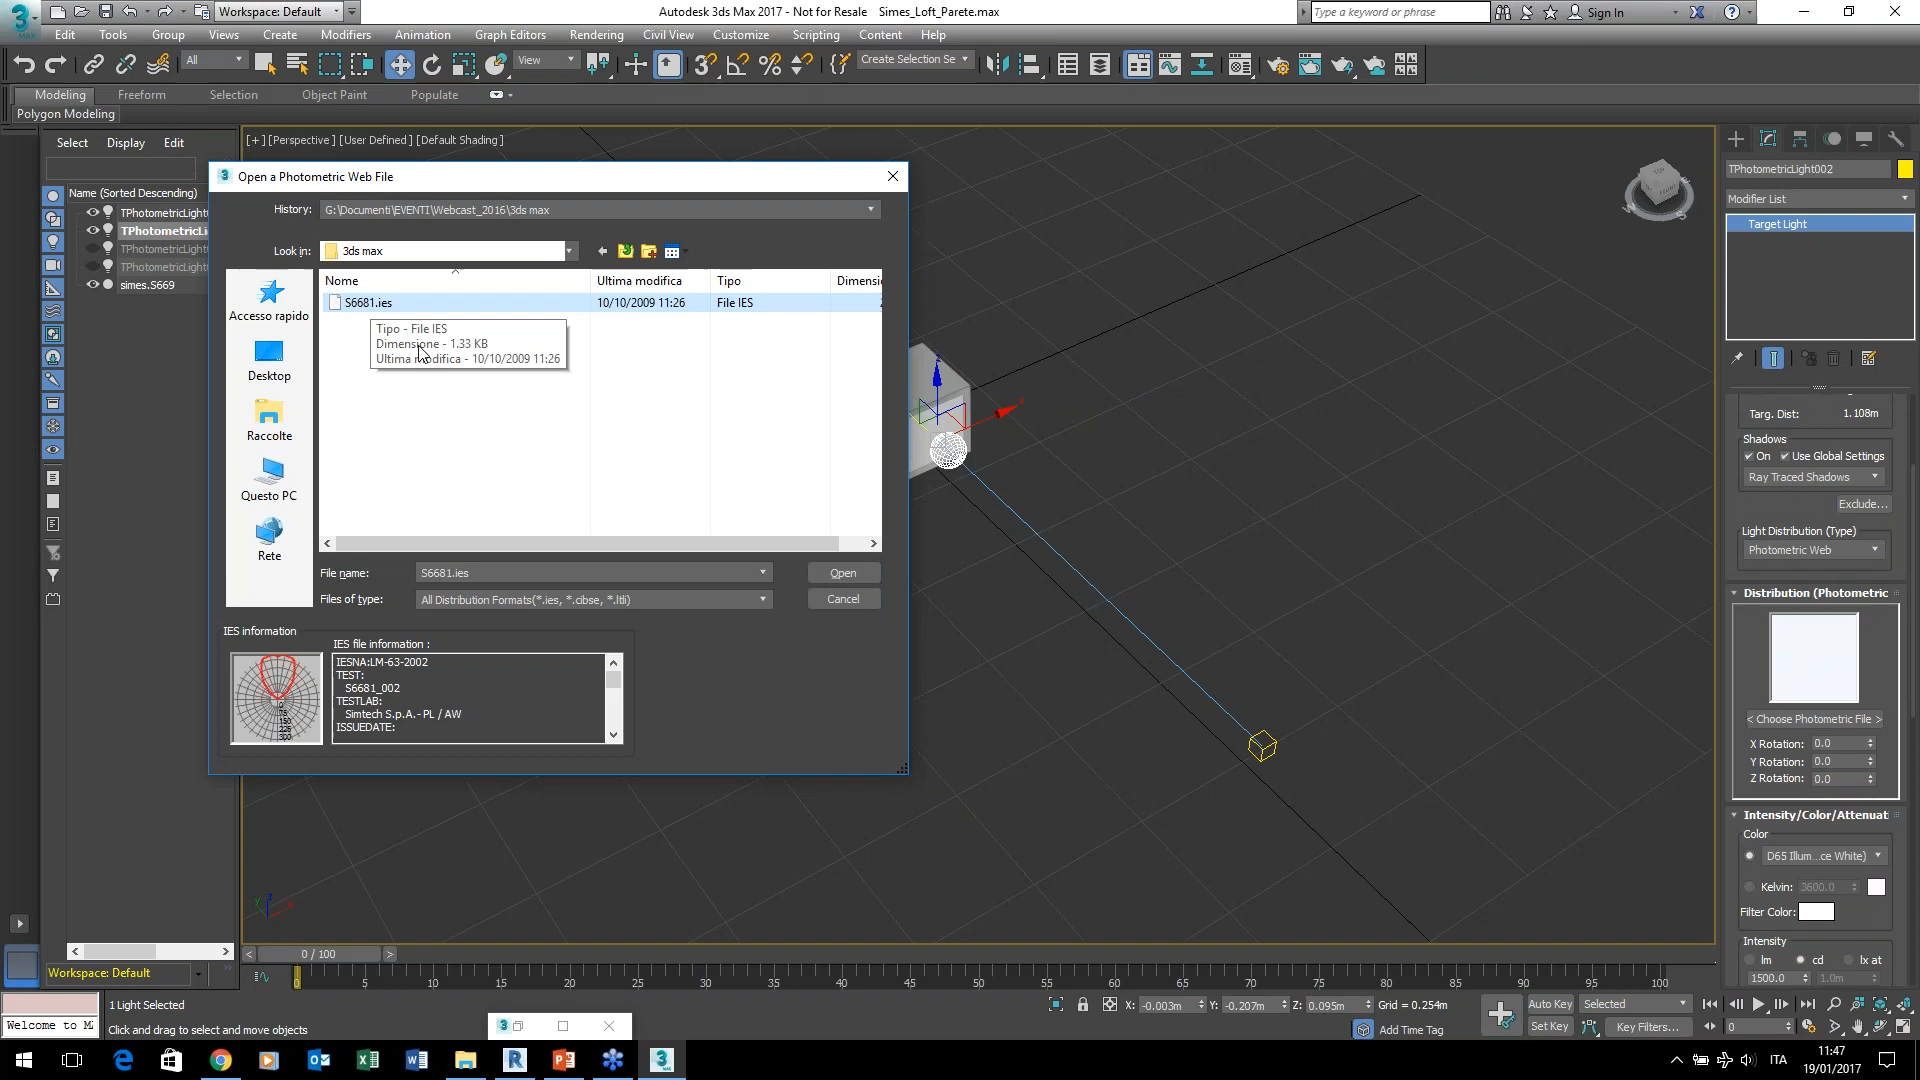 Workspace: Default
Autodesk 3ds Max 2017 - Not for Resale   Simes_Loft_Parete.max
Type a keyword or phrase
Sign In
Edit Tools Group Views Create Modifiers Animation Graph Editors Rendering Civil View Customize Scripting Content Help
All
View
Create Selection Se
Modeling Freeform Selection Object Paint Populate
Polygon Modeling
Select Display Edit
Name (Sorted Descending)
TPhotometricLight
TPhotometricLi
TPhotometricLight
TPhotometricLight
simes.S669
[+] [Perspective] [User Defined] [Default Shading]
Open a Photometric Web File
History: G:\Documenti\EVENTI\Webcast_2016\3ds max
Look in: 3ds max
Nome Ultima modifica Tipo Dimensi
S6681.ies 10/10/2009 11:26 File IES
Tipo - File IES
Dimensione - 1.33 KB
Ultima modifica - 10/10/2009 11:26
Accesso rapido
Desktop
Raccolte
Questo PC
Rete
File name: S6681.ies Open
Files of type: All Distribution Formats(*.ies, *.cibse, *.ltli) Cancel
IES information
IES file information :
IESNA:LM-63-2002
TEST:
S6681_002
TESTLAB:
Simtech S.p.A.- PL / AW
ISSUEDATE:
TPhotometricLight002
Modifier List
Target Light
Targ. Dist: 1.108m
Shadows
On Use Global Settings
Ray Traced Shadows
Exclude...
Light Distribution (Type)
Photometric Web
Distribution (Photometric
< Choose Photometric File >
X Rotation: 0.0
Y Rotation: 0.0
Z Rotation: 0.0
Intensity/Color/Attenuat
Color
D65 Illum...ce White)
Kelvin: 3600.0
Filter Color:
Intensity
lm cd lx at
1500.0 1.0m
0 / 100
Workspace: Default
0 5 10 15 20 25 30 35 40 45 50 55 60 65 70 75 80 85 90 95 100
1 Light Selected
X: -0.003m Y: -0.207m Z: 0.095m Grid = 0.254m
Auto Key Selected
Welcome to M
Click and drag to select and move objects
Add Time Tag
Set Key Key Filters... 0
ITA
11:47
19/01/2017